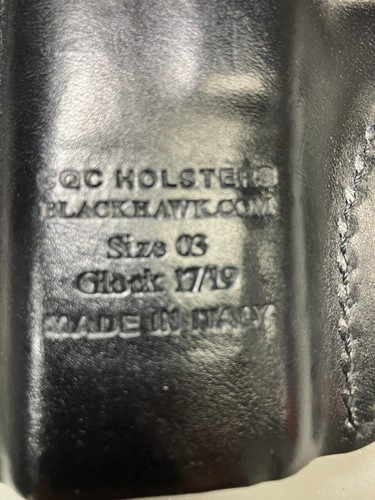 CQC HOLSTERS
BLACKHAWK.COM
Size 03
Glock 17/19
MADE IN ITALY